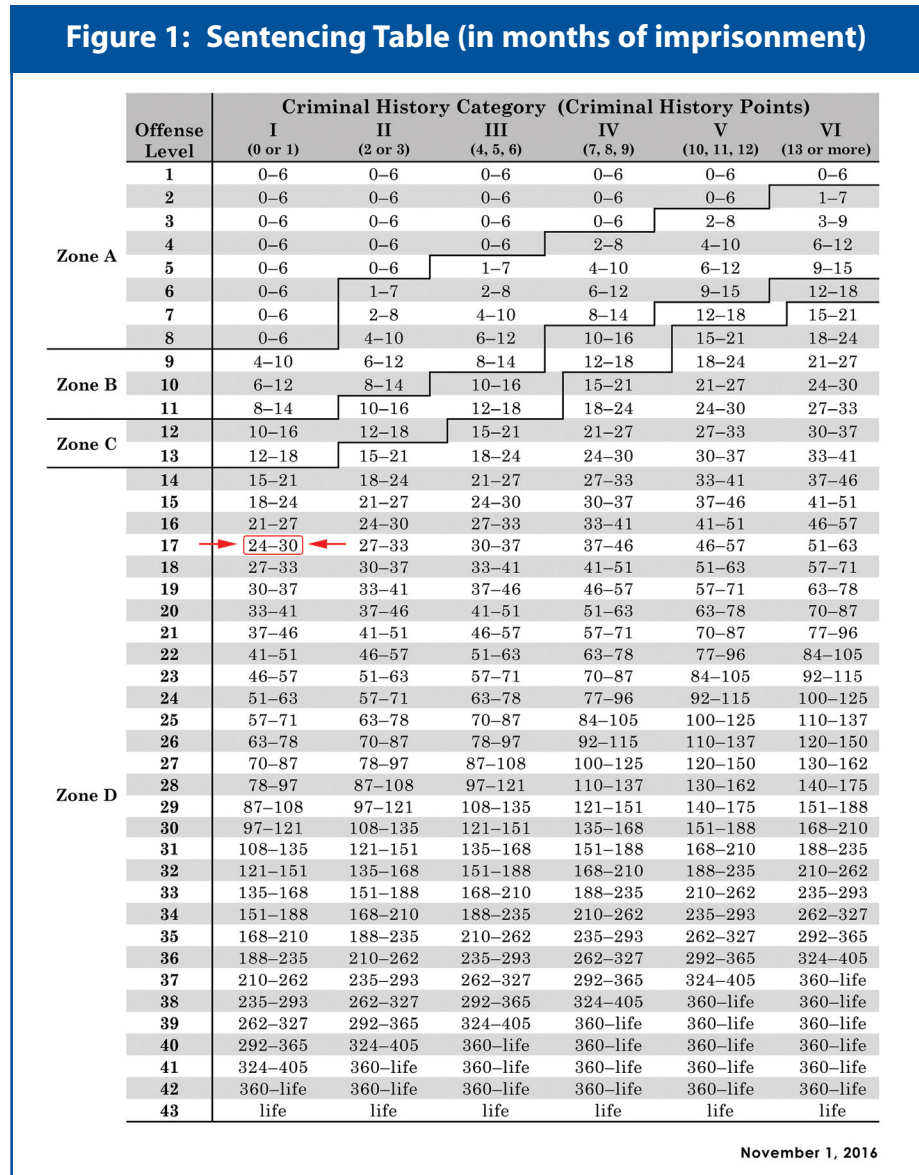 Figure 1: Sentencing Table (in months of imprisonment)
Criminal History Category (Criminal History Points)
Offense I II III IV V VI
Level (0 or 1) (2 or 3) (4, 5, 6) (7, 8, 9) (10, 11, 12) (13 or more)
1 0–6 0–6 0–6 0–6 0–6 0–6
2 0–6 0–6 0–6 0–6 0–6 1–7
3 0–6 0–6 0–6 0–6 2–8 3–9
Zone A
4 0–6 0–6 0–6 2–8 4–10 6–12
5 0–6 0–6 1–7 4–10 6–12 9–15
6 0–6 1–7 2–8 6–12 9–15 12–18
7 0–6 2–8 4–10 8–14 12–18 15–21
8 0–6 4–10 6–12 10–16 15–21 18–24
9 4–10 6–12 8–14 12–18 18–24 21–27
Zone B 10 6–12 8–14 10–16 15–21 21–27 24–30
11 8–14 10–16 12–18 18–24 24–30 27–33
12 10–16 12–18 15–21 21–27 27–33 30–37
Zone C
13 12–18 15–21 18–24 24–30 30–37 33–41
14 15–21 18–24 21–27 27–33 33–41 37–46
15 18–24 21–27 24–30 30–37 37–46 41–51
16 21–27 24–30 27–33 33–41 41–51 46–57
17 24–30 27–33 30–37 37–46 46–57 51–63
18 27–33 30–37 33–41 41–51 51–63 57–71
19 30–37 33–41 37–46 46–57 57–71 63–78
20 33–41 37–46 41–51 51–63 63–78 70–87
21 37–46 41–51 46–57 57–71 70–87 77–96
22 41–51 46–57 51–63 63–78 77–96 84–105
23 46–57 51–63 57–71 70–87 84–105 92–115
24 51–63 57–71 63–78 77–96 92–115 100–125
25 57–71 63–78 70–87 84–105 100–125 110–137
26 63–78 70–87 78–97 92–115 110–137 120–150
27 70–87 78–97 87–108 100–125 120–150 130–162
Zone D 28 78–97 87–108 97–121 110–137 130–162 140–175
29 87–108 97–121 108–135 121–151 140–175 151–188
30 97–121 108–135 121–151 135–168 151–188 168–210
31 108–135 121–151 135–168 151–188 168–210 188–235
32 121–151 135–168 151–188 168–210 188–235 210–262
33 135–168 151–188 168–210 188–235 210–262 235–293
34 151–188 168–210 188–235 210–262 235–293 262–327
35 168–210 188–235 210–262 235–293 262–327 292–365
36 188–235 210–262 235–293 262–327 292–365 324–405
37 210–262 235–293 262–327 292–365 324–405 360–life
38 235–293 262–327 292–365 324–405 360–life 360–life
39 262–327 292–365 324–405 360–life 360–life 360–life
40 292–365 324–405 360–life 360–life 360–life 360–life
41 324–405 360–life 360–life 360–life 360–life 360–life
42 360–life 360–life 360–life 360–life 360–life 360–life
43 life life life life life life
November 1, 2016